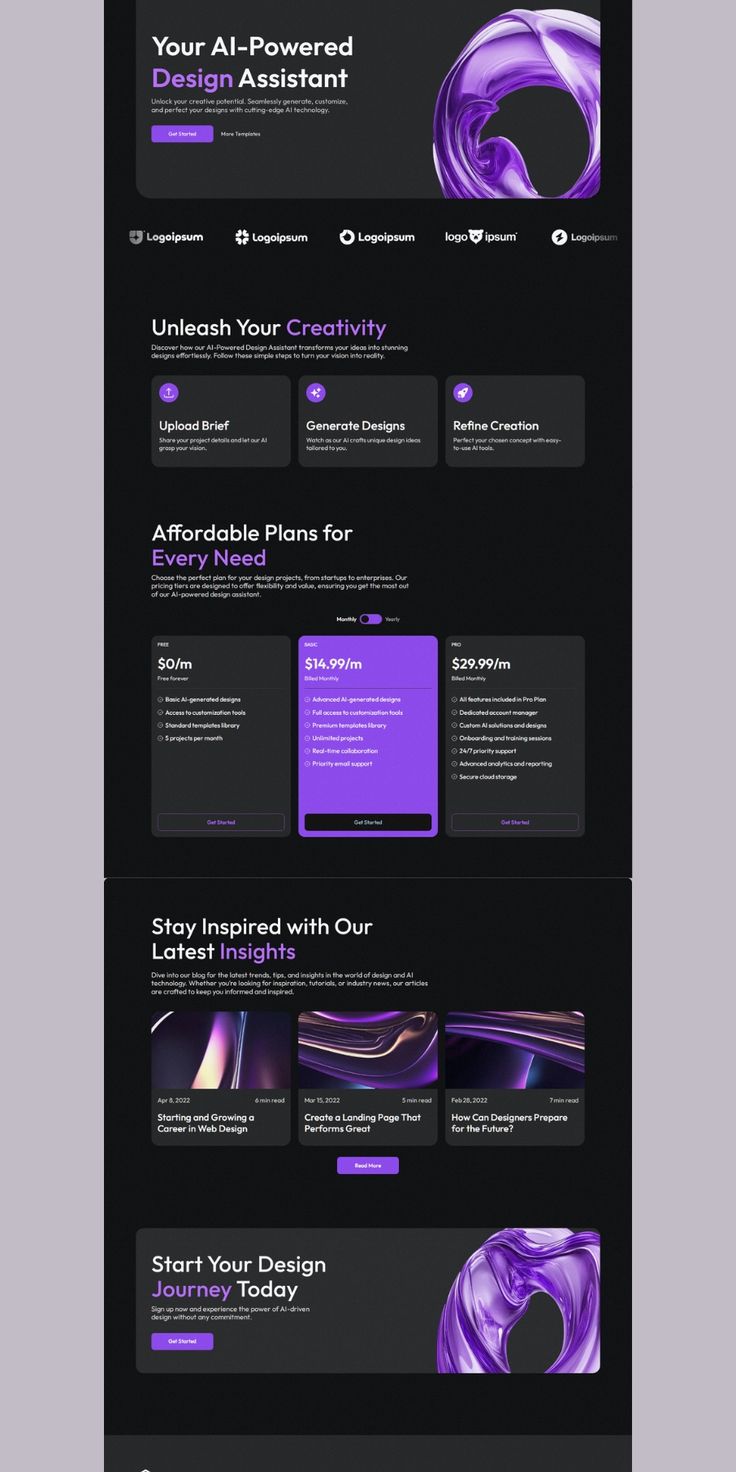 Your AI-Powered
Design Assistant
Unlock your creative potential. Seamlessly generate, customize,
and perfect your designs with cutting-edge AI technology.
Get Started
More Templates
Logoipsum
Logoipsum
Logoipsum
logo ipsum
Logoipsum
Unleash Your Creativity
Discover how our AI-Powered Design Assistant transforms your ideas into stunning
designs effortlessly. Follow these simple steps to turn your vision into reality.
Upload Brief
Share your project details and let our AI
grasp your vision.
Generate Designs
Watch as our AI crafts unique design ideas
tailored to you.
Refine Creation
Perfect your chosen concept with easy-
to-use AI tools.
Affordable Plans for
Every Need
Choose the perfect plan for your design projects, from startups to enterprises. Our
pricing tiers are designed to offer flexibility and value, ensuring you get the most out
of our AI-powered design assistant.
Monthly
Yearly
FREE
$0/m
Free forever
Basic AI-generated designs
Access to customization tools
Standard templates library
5 projects per month
Get Started
BASIC
$14.99/m
Billed Monthly
Advanced AI-generated designs
Full access to customization tools
Premium templates library
Unlimited projects
Real-time collaboration
Priority email support
Get Started
PRO
$29.99/m
Billed Monthly
All features included in Pro Plan
Dedicated account manager
Custom AI solutions and designs
Onboarding and training sessions
24/7 priority support
Advanced analytics and reporting
Secure cloud storage
Get Started
Stay Inspired with Our
Latest Insights
Dive into our blog for the latest trends, tips, and insights in the world of design and AI
technology. Whether you're looking for inspiration, tutorials, or industry news, our articles
are crafted to keep you informed and inspired.
Apr 8, 2022
6 min read
Starting and Growing a
Career in Web Design
Mar 15, 2022
5 min read
Create a Landing Page That
Performs Great
Feb 28, 2022
7 min read
How Can Designers Prepare
for the Future?
Read More
Start Your Design
Journey Today
Sign up now and experience the power of AI-driven
design without any commitment.
Get Started